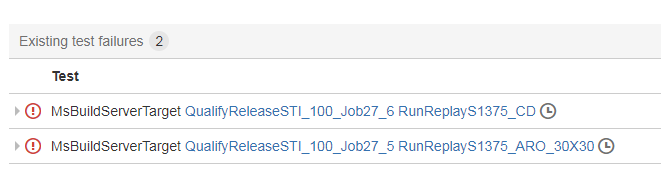 Existing test failures 2
Test
MsBuildServerTarget QualifyReleaseSTI_100_Job27_6 RunReplayS1375_CD
MsBuildServerTarget QualifyReleaseSTI_100_Job27_5 RunReplayS1375_ARO_30X30